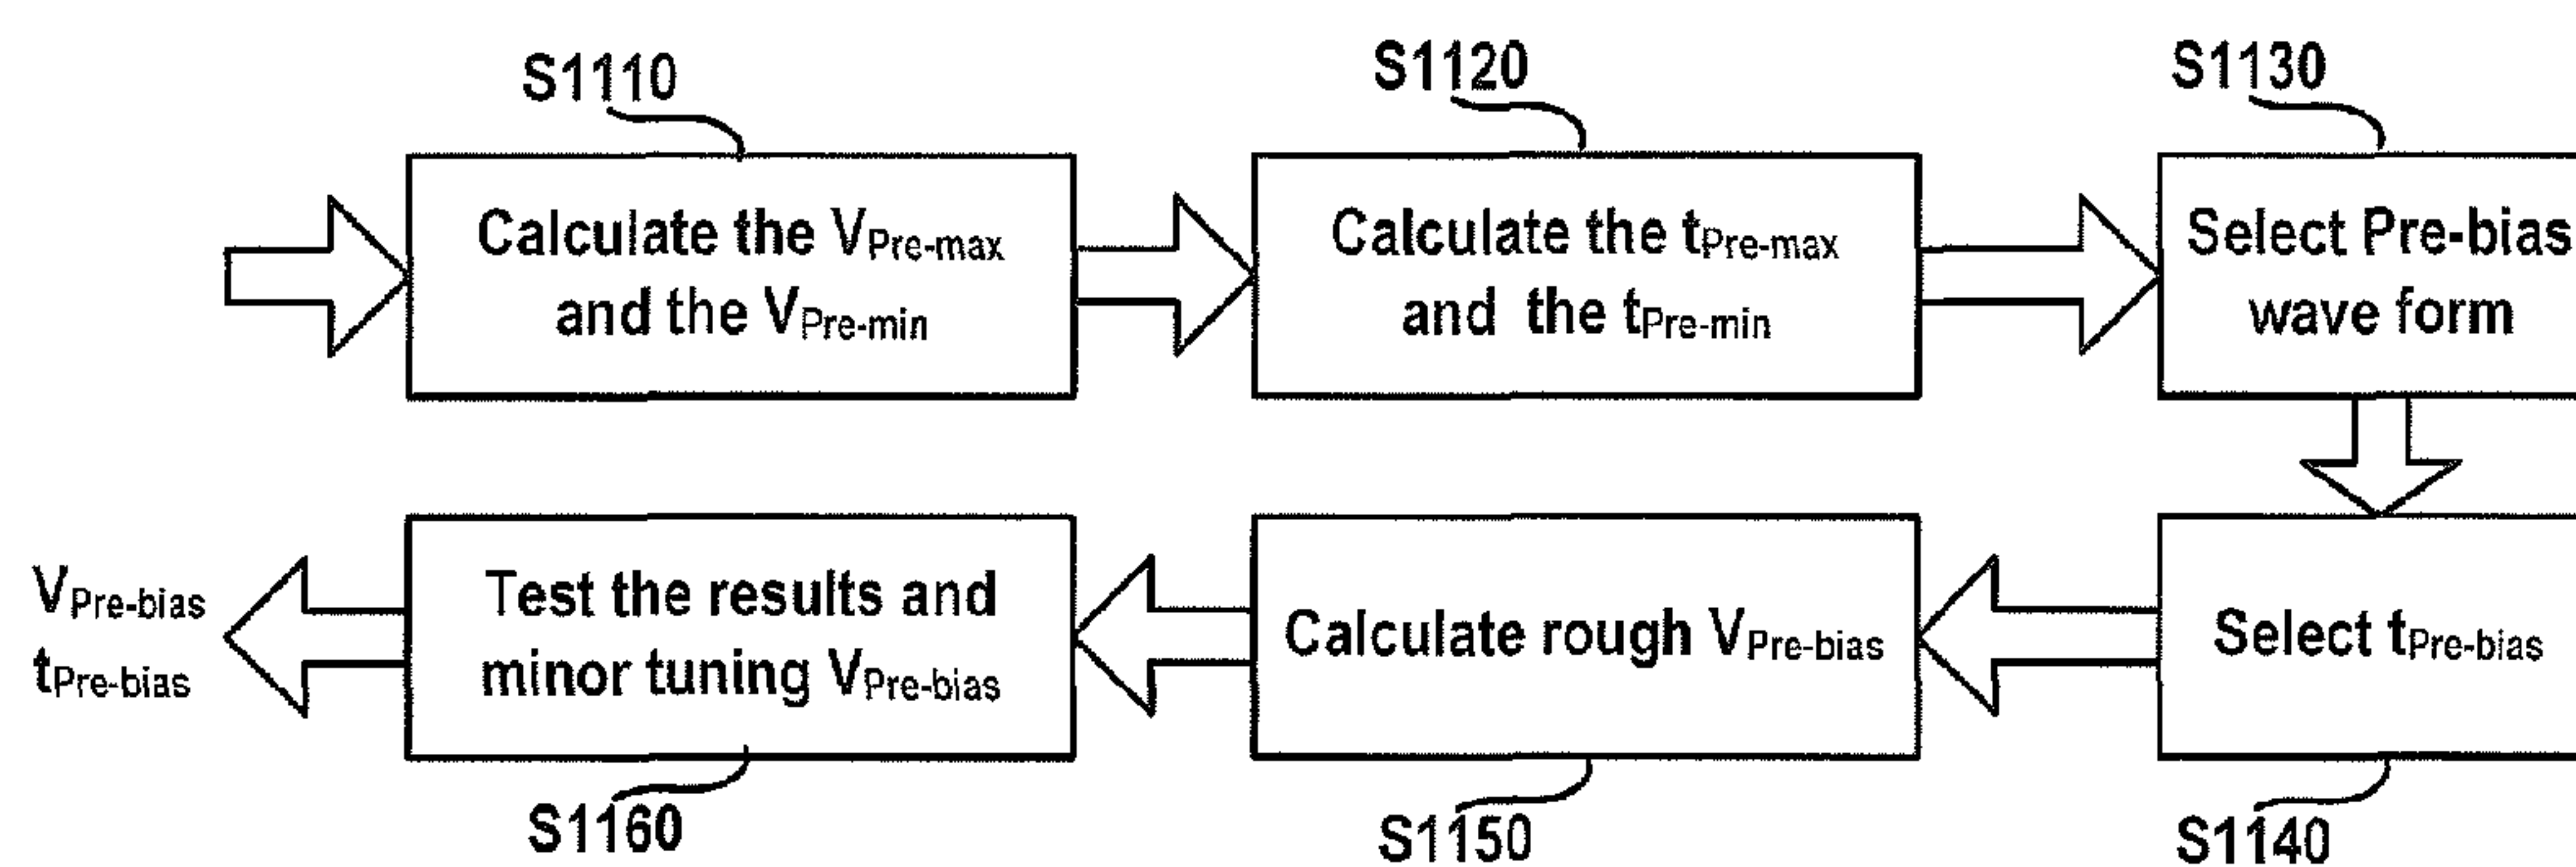 S1110
S1120
S1130
Calculate the VPre-max
and the VPre-min
Calculate the tPre-max
and the tPre-min
Select Pre-bias
wave form
VPre-bias
tPre-bias
Test the results and
minor tuning VPre-bias
Calculate rough VPre-bias
Select tPre-bias
S1160
S1150
S1140